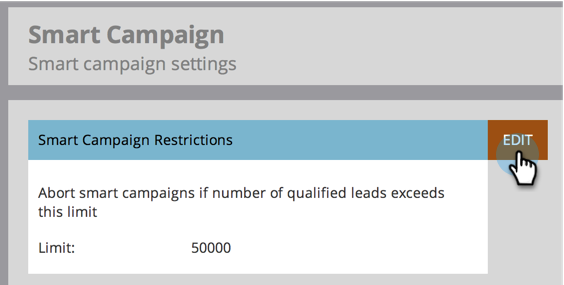 Smart Campaign
Smart campaign settings
Smart Campaign Restrictions
EDIT
Abort smart campaigns if number of qualified leads exceeds
this limit
Limit: 50000